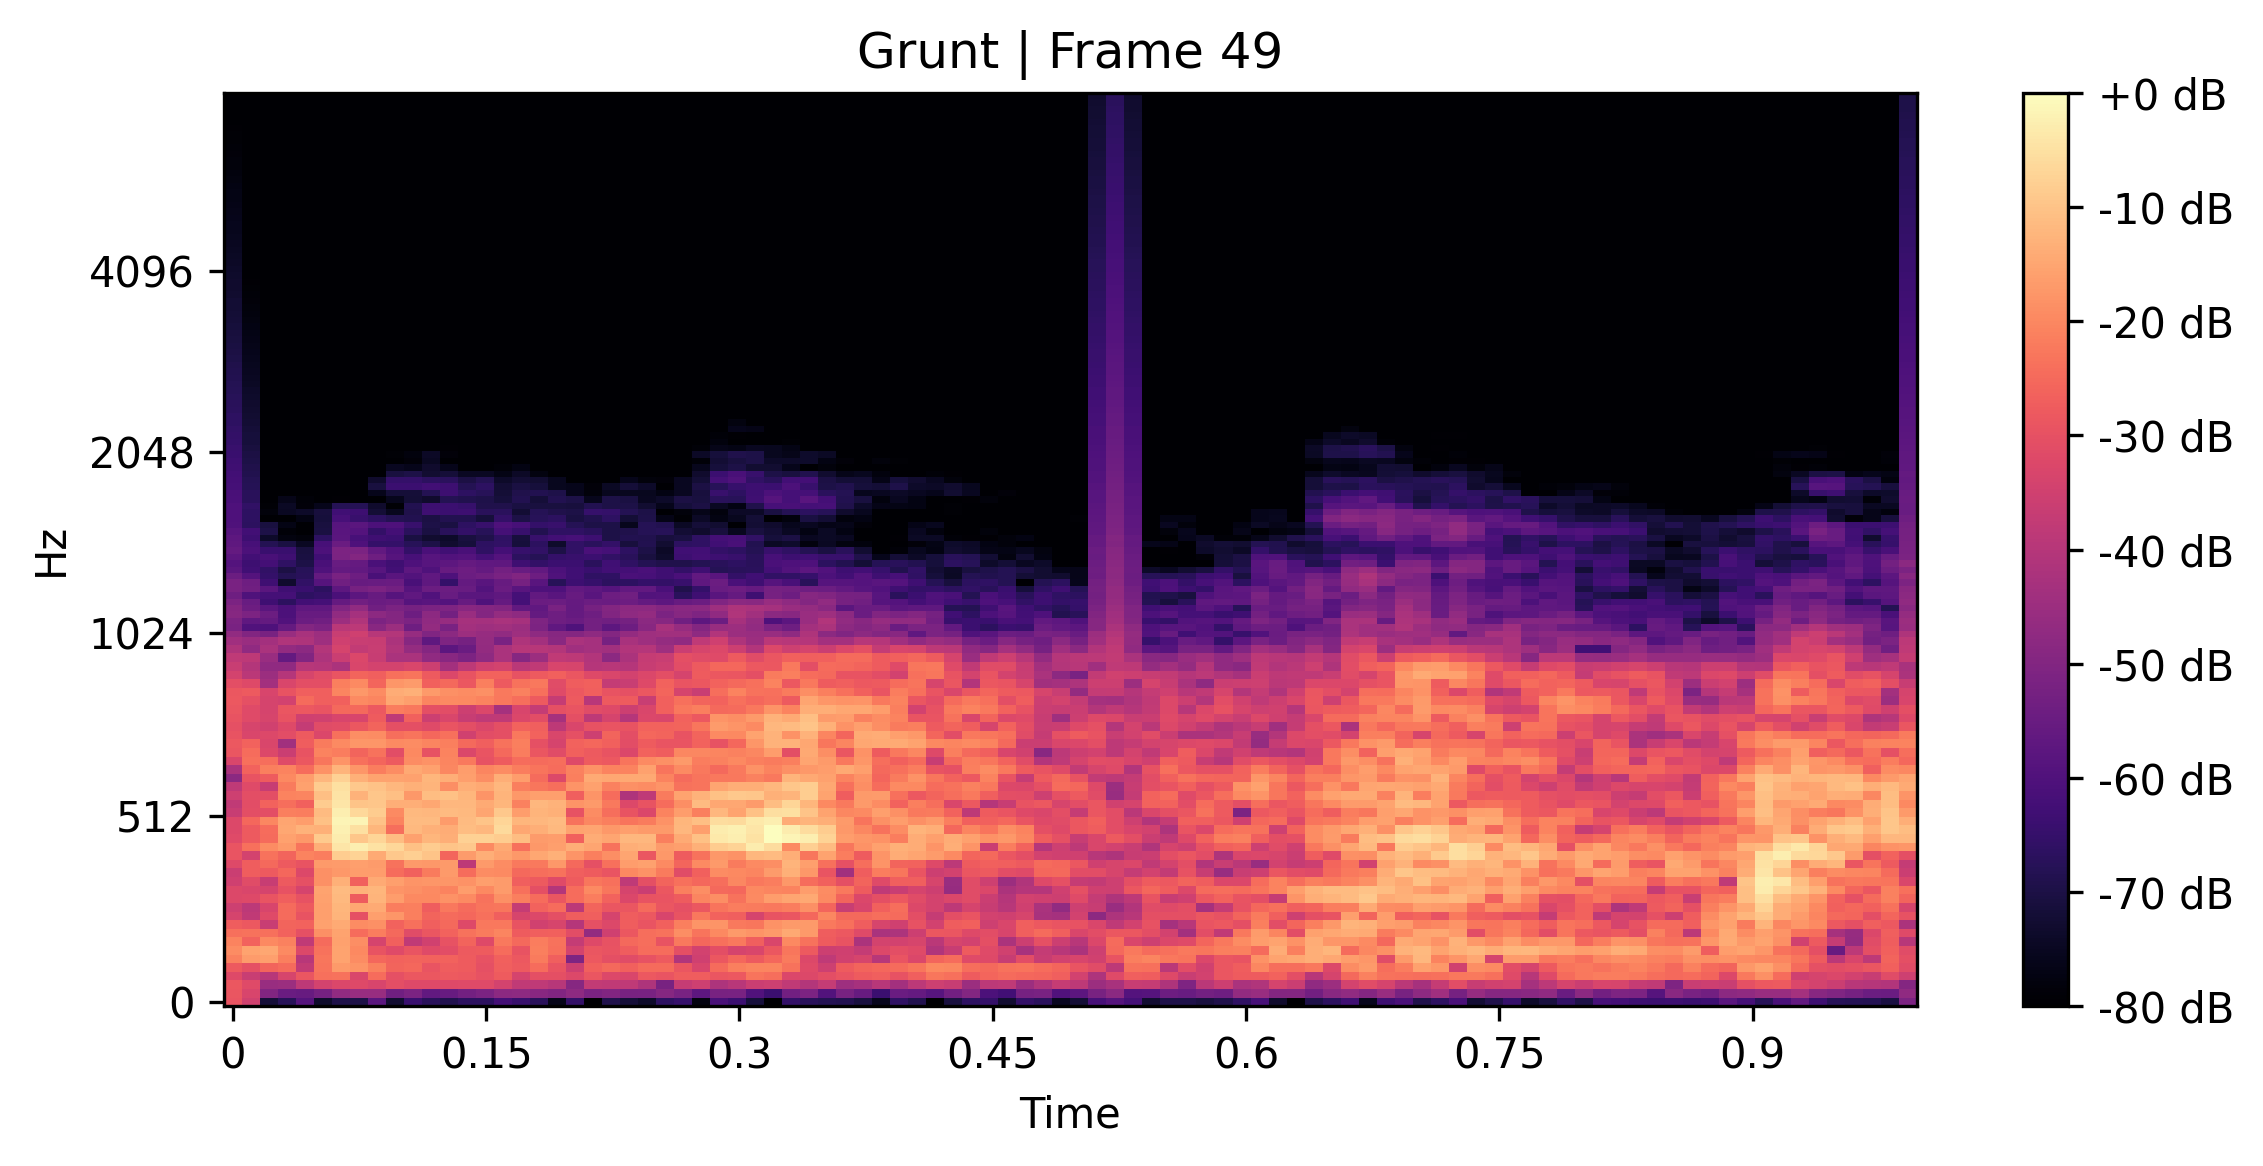 Grunt | Frame 49
+0 dB
-10 dB
-20 dB
-30 dB
-40 dB
-50 dB
-60 dB
-70 dB
-80 dB
Hz
4096
2048
1024
512
0
0 0.15 0.3 0.45 0.6 0.75 0.9
Time